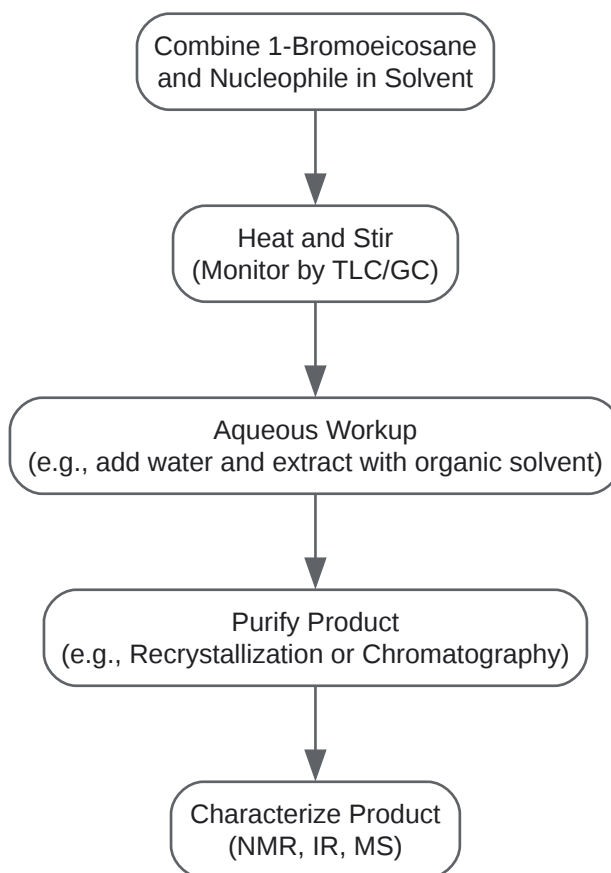 Combine 1-Bromoeicosane
and Nucleophile in Solvent
Heat and Stir
(Monitor by TLC/GC)
Aqueous Workup
(e.g., add water and extract with organic solvent)
Purify Product
(e.g., Recrystallization or Chromatography)
Characterize Product
(NMR, IR, MS)